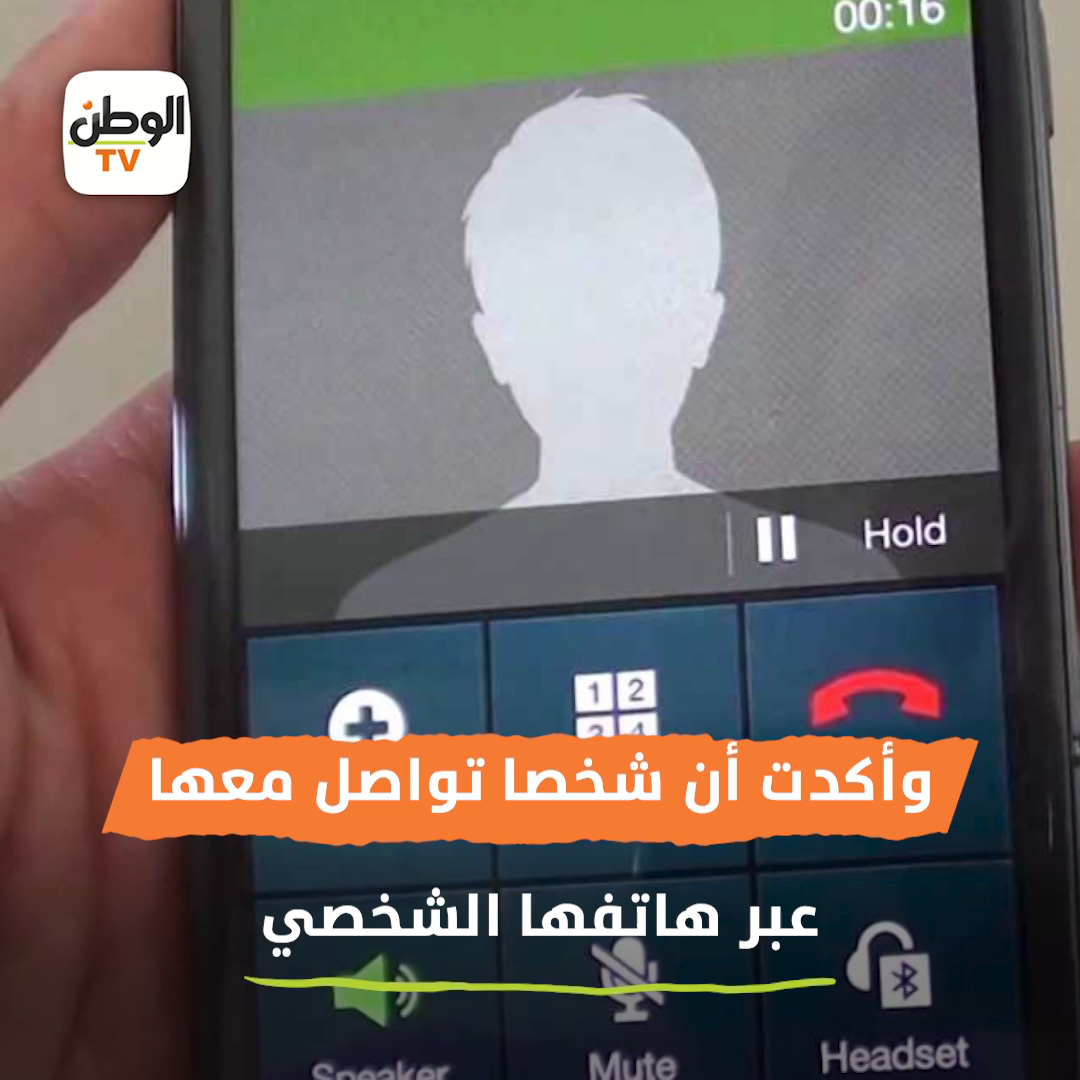 00:16
الوطن
TV
Hold
1 2
وأكدت أن شخصا تواصل معها
عبر هاتفها الشخصي
Speaker
Mute
Headset